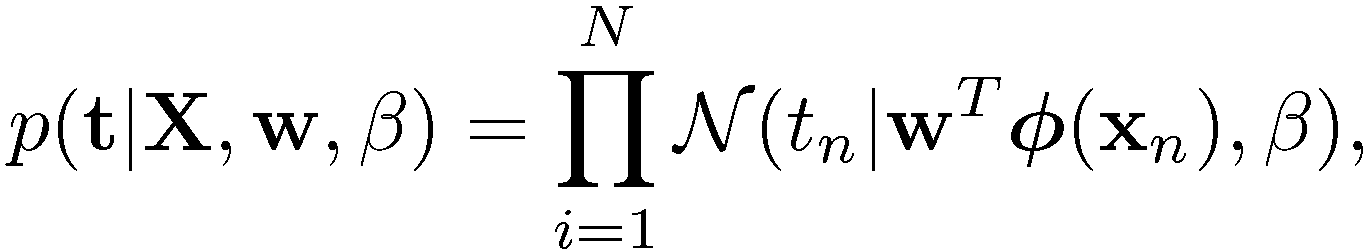 p(𝐭|𝐗, 𝐰, β) = ∏_{i=1}^{N} 𝒩(t_n|𝐰^T 𝛟(𝐱_n), β),